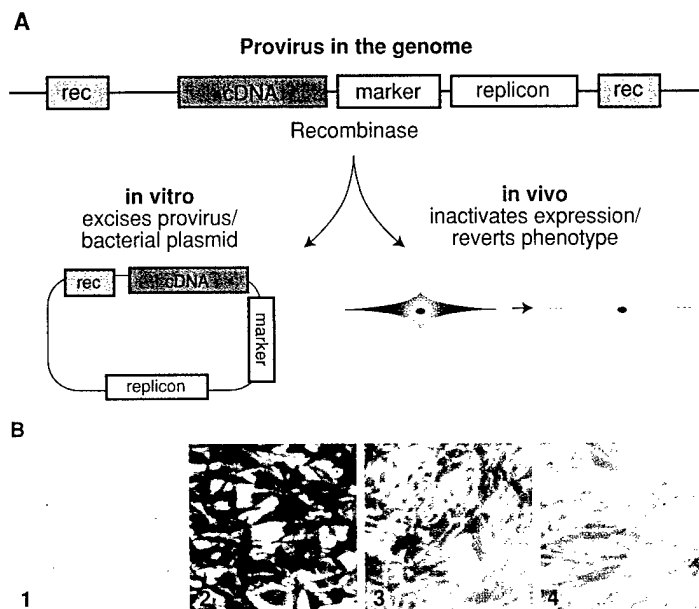 A
Provirus in the genome
rec cDNA marker replicon rec
Recombinase
in vitro
excises provirus/
bacterial plasmid
in vivo
inactivates expression/
reverts phenotype
rec cDNA
marker
replicon
B
1 2 3 4